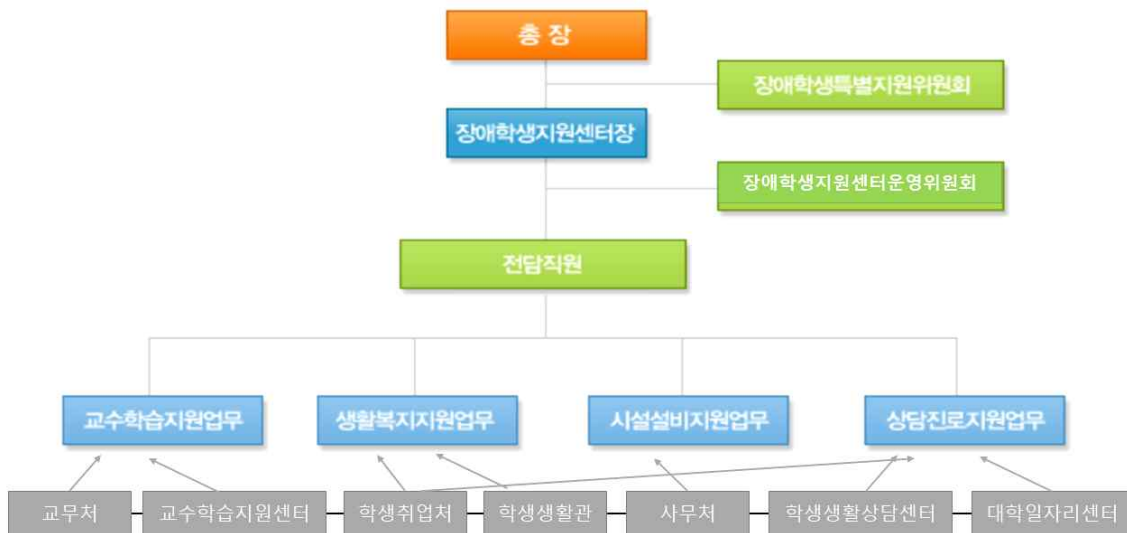 총 장
장애학생특별지원위원회
장애학생지원센터장
장애학생지원센터운영위원회
전담직원
교수학습지원업무
생활복지지원업무
시설설비지원업무
상담진로지원업무
교무처
교수학습지원센터
학생취업처
학생생활관
사무처
학생생활상담센터
대학일자리센터